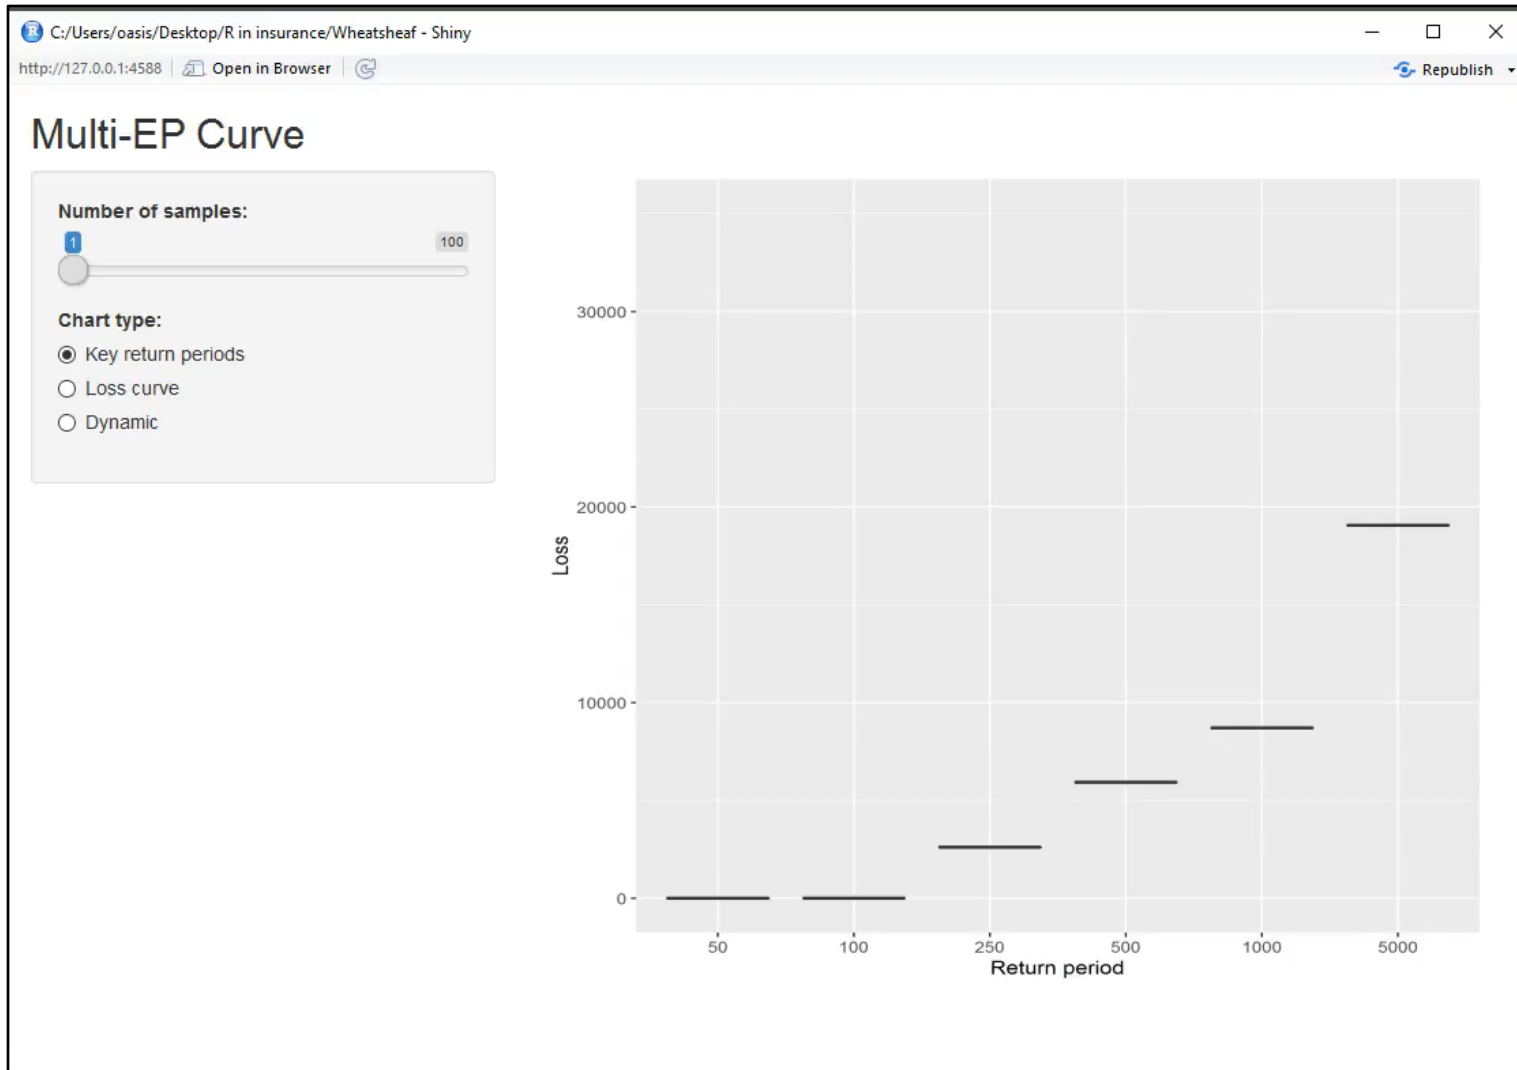 C:/Users/oasis/Desktop/R in insurance/Wheatsheaf - Shiny
http://127.0.0.1:4588 Open in Browser Republish
Multi-EP Curve
Number of samples:
1 100
Chart type:
Key return periods
Loss curve
Dynamic
30000
20000
Loss
10000
0
50 100 250 500 1000 5000
Return period